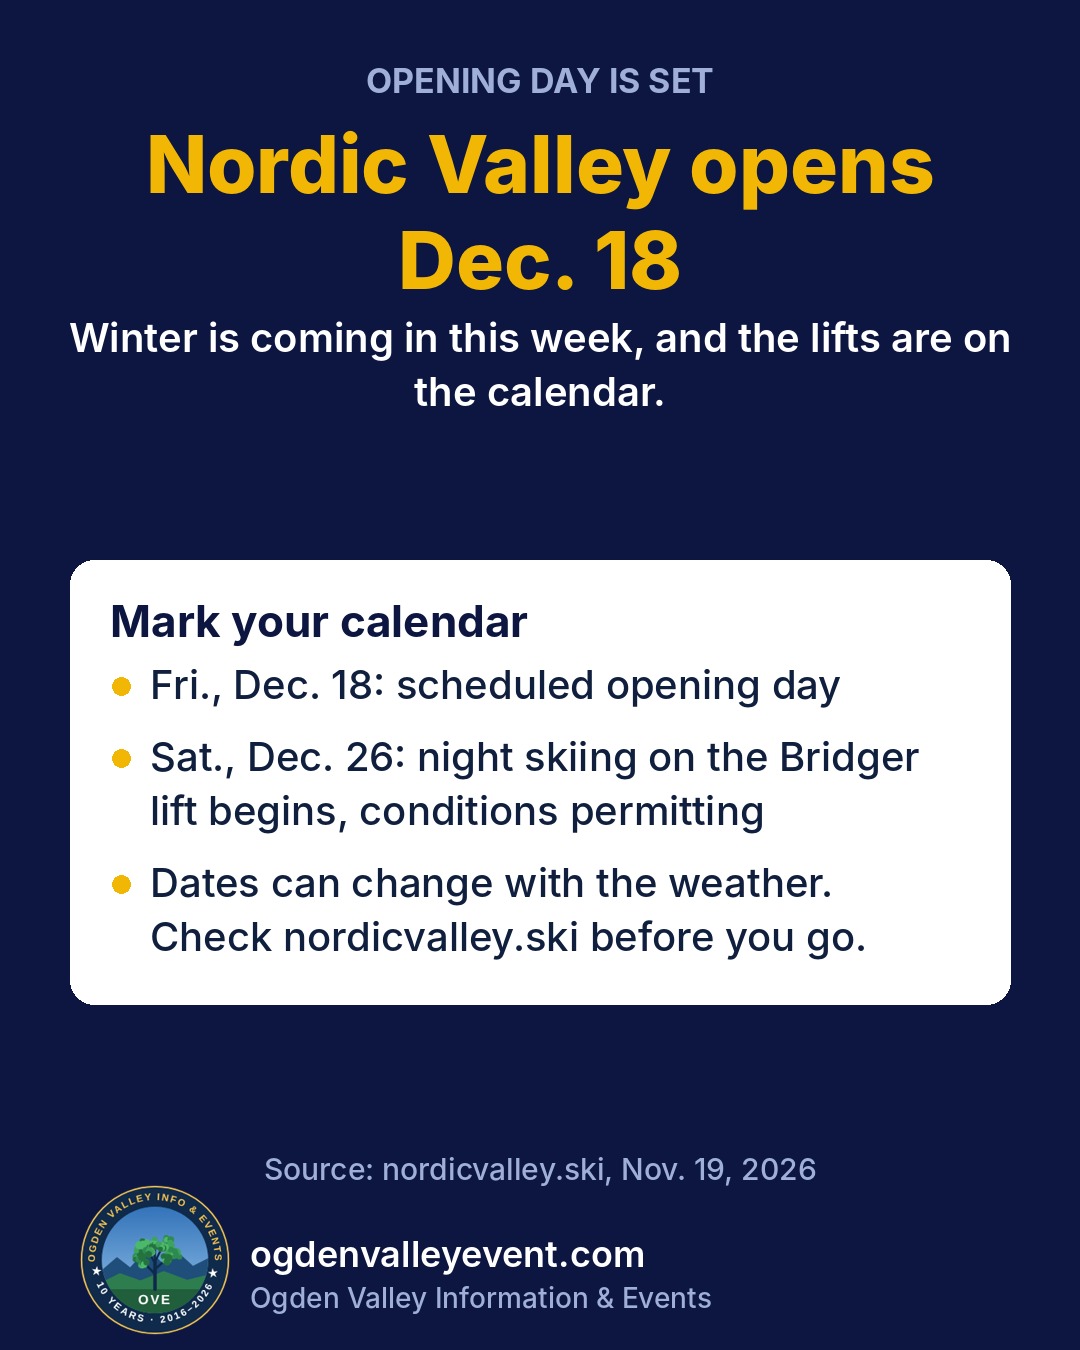 OPENING DAY IS SET
Nordic Valley opens
Dec. 18
Winter is coming in this week, and the lifts are on
the calendar.
Mark your calendar
Fri., Dec. 18: scheduled opening day
Sat., Dec. 26: night skiing on the Bridger
lift begins, conditions permitting
Dates can change with the weather.
Check nordicvalley.ski before you go.
Source: nordicvalley.ski, Nov. 19, 2026
OGDEN VALLEY INFO & EVENTS
OVE
★ 10 YEARS · 2016–2026 ★
ogdenvalleyevent.com
Ogden Valley Information & Events